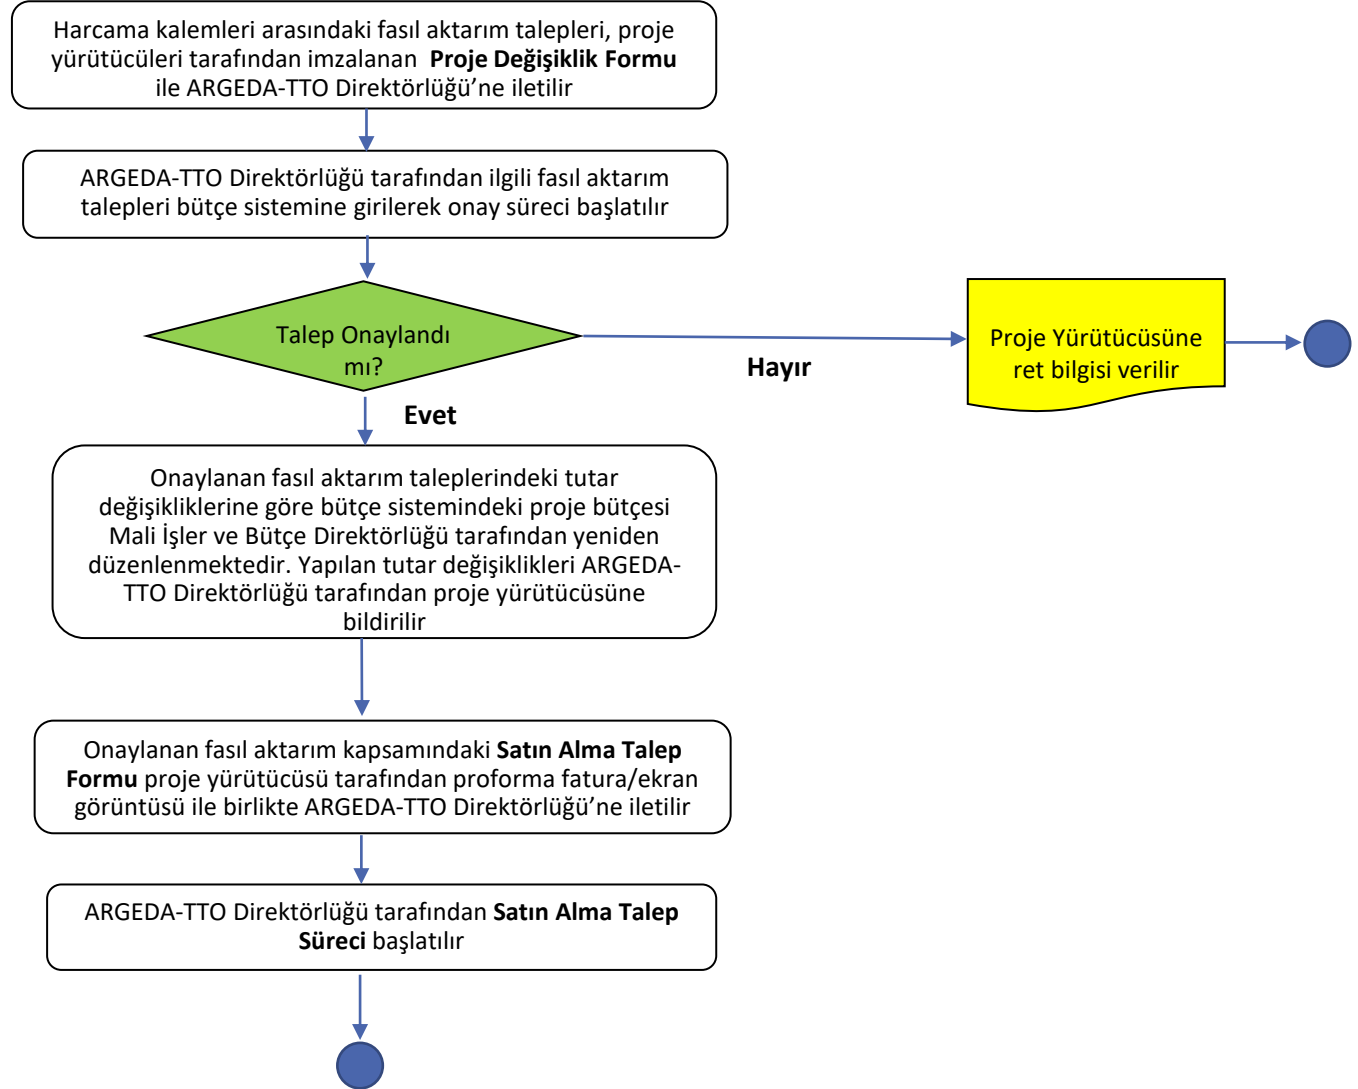 Harcama kalemleri arasındaki fasıl aktarım talepleri, proje
yürütücüleri tarafından imzalanan Proje Değişiklik Formu
ile ARGEDA-TTO Direktörlüğü’ne iletilir
ARGEDA-TTO Direktörlüğü tarafından ilgili fasıl aktarım
talepleri bütçe sistemine girilerek onay süreci başlatılır
Talep Onaylandı
mı?
Hayır
Proje Yürütücüsüne
ret bilgisi verilir
Evet
Onaylanan fasıl aktarım taleplerindeki tutar
değişikliklerine göre bütçe sistemindeki proje bütçesi
Mali İşler ve Bütçe Direktörlüğü tarafından yeniden
düzenlenmektedir. Yapılan tutar değişiklikleri ARGEDA-
TTO Direktörlüğü tarafından proje yürütücüsüne
bildirilir
Onaylanan fasıl aktarım kapsamındaki Satın Alma Talep
Formu proje yürütücüsü tarafından proforma fatura/ekran
görüntüsü ile birlikte ARGEDA-TTO Direktörlüğü’ne iletilir
ARGEDA-TTO Direktörlüğü tarafından Satın Alma Talep
Süreci başlatılır